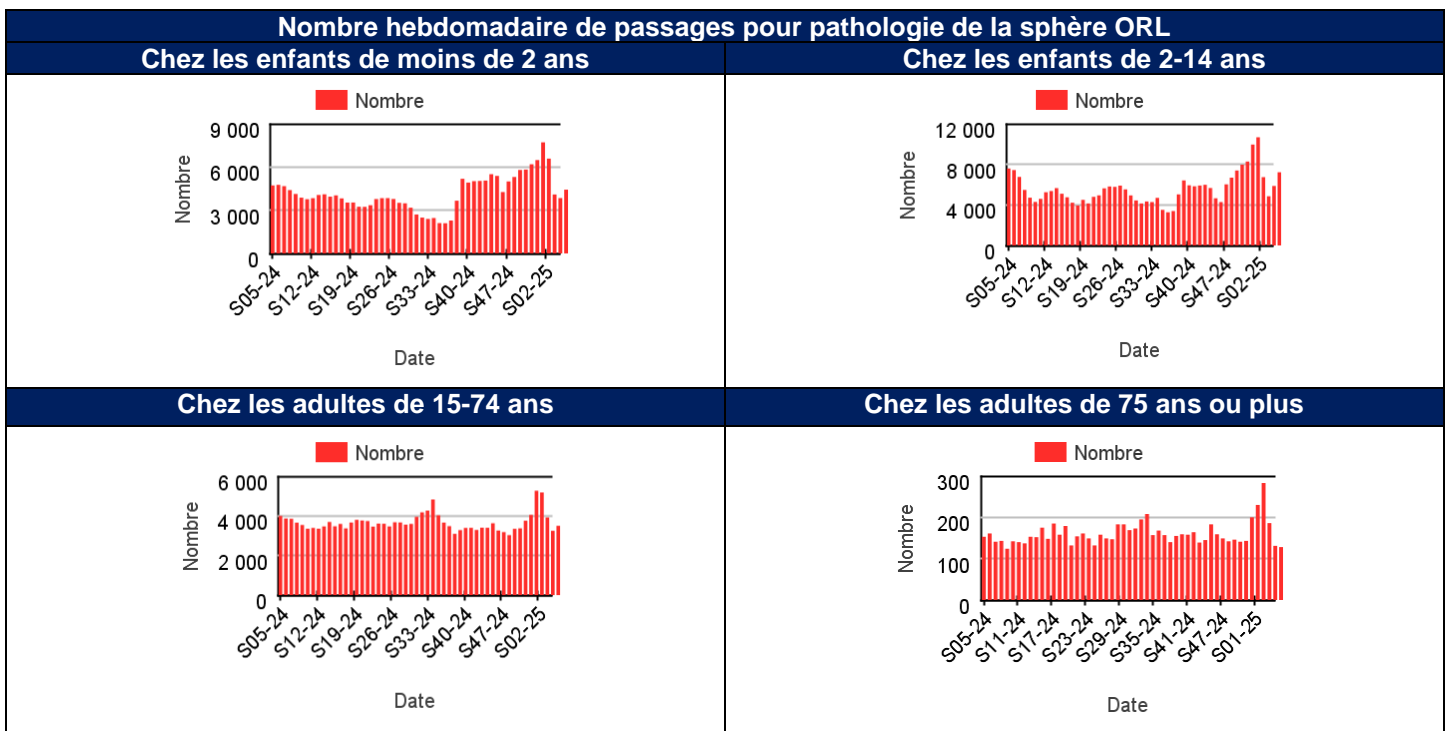 Nombre hebdomadaire de passages pour pathologie de la sphère ORL
Chez les enfants de moins de 2 ans
Nombre
9 000
6 000
3 000
0
Nombre
S05-24
S12-24
S19-24
S26-24
S33-24
S40-24
S47-24
S02-25
Date
Chez les enfants de 2-14 ans
Nombre
12 000
8 000
4 000
0
Nombre
S05-24
S12-24
S19-24
S26-24
S33-24
S40-24
S47-24
S02-25
Date
Chez les adultes de 15-74 ans
Nombre
6 000
4 000
2 000
0
Nombre
S05-24
S12-24
S19-24
S26-24
S33-24
S40-24
S47-24
S02-25
Date
Chez les adultes de 75 ans ou plus
Nombre
300
200
100
0
Nombre
S05-24
S11-24
S17-24
S23-24
S29-24
S35-24
S41-24
S47-24
S01-25
Date